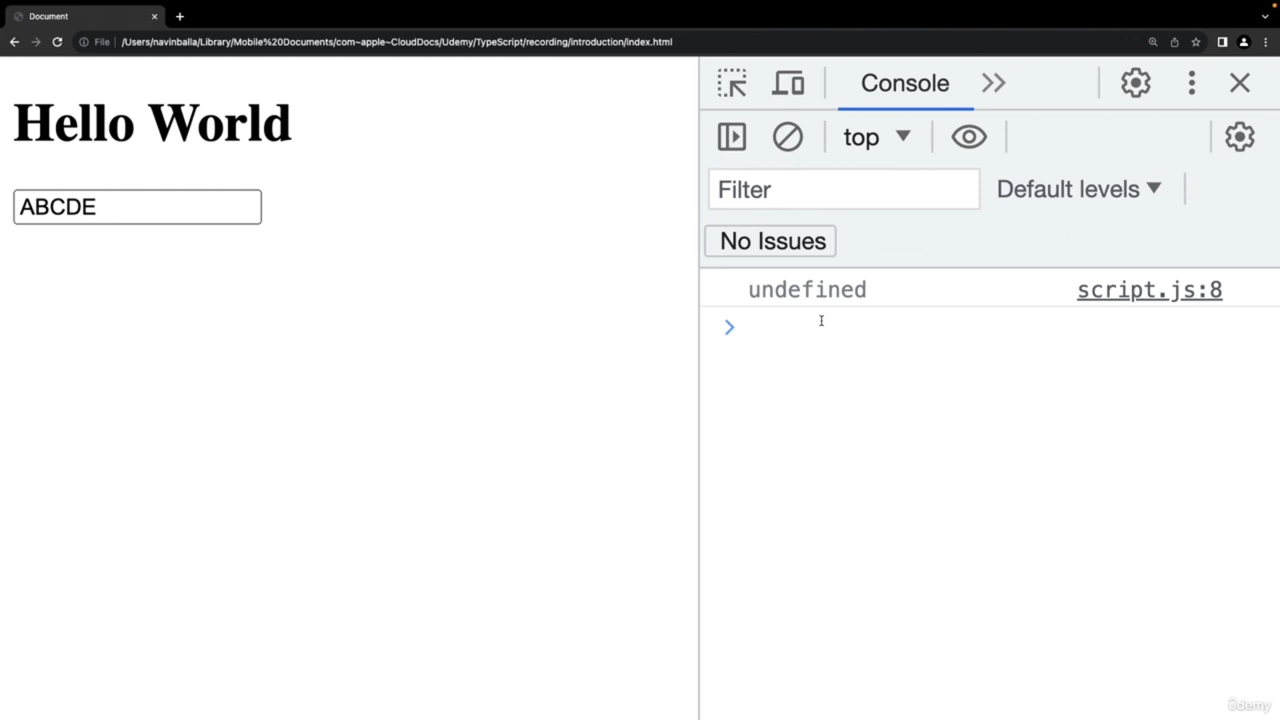 Document
File
/Users/navinballa/Library/Mobile%20Documents/com~apple~CloudDocs/Udemy/TypeScript/recording/introduction/index.html
Hello World
ABCDE
Console
top
Filter
Default levels
No Issues
undefined
script.js:8
ûdemy